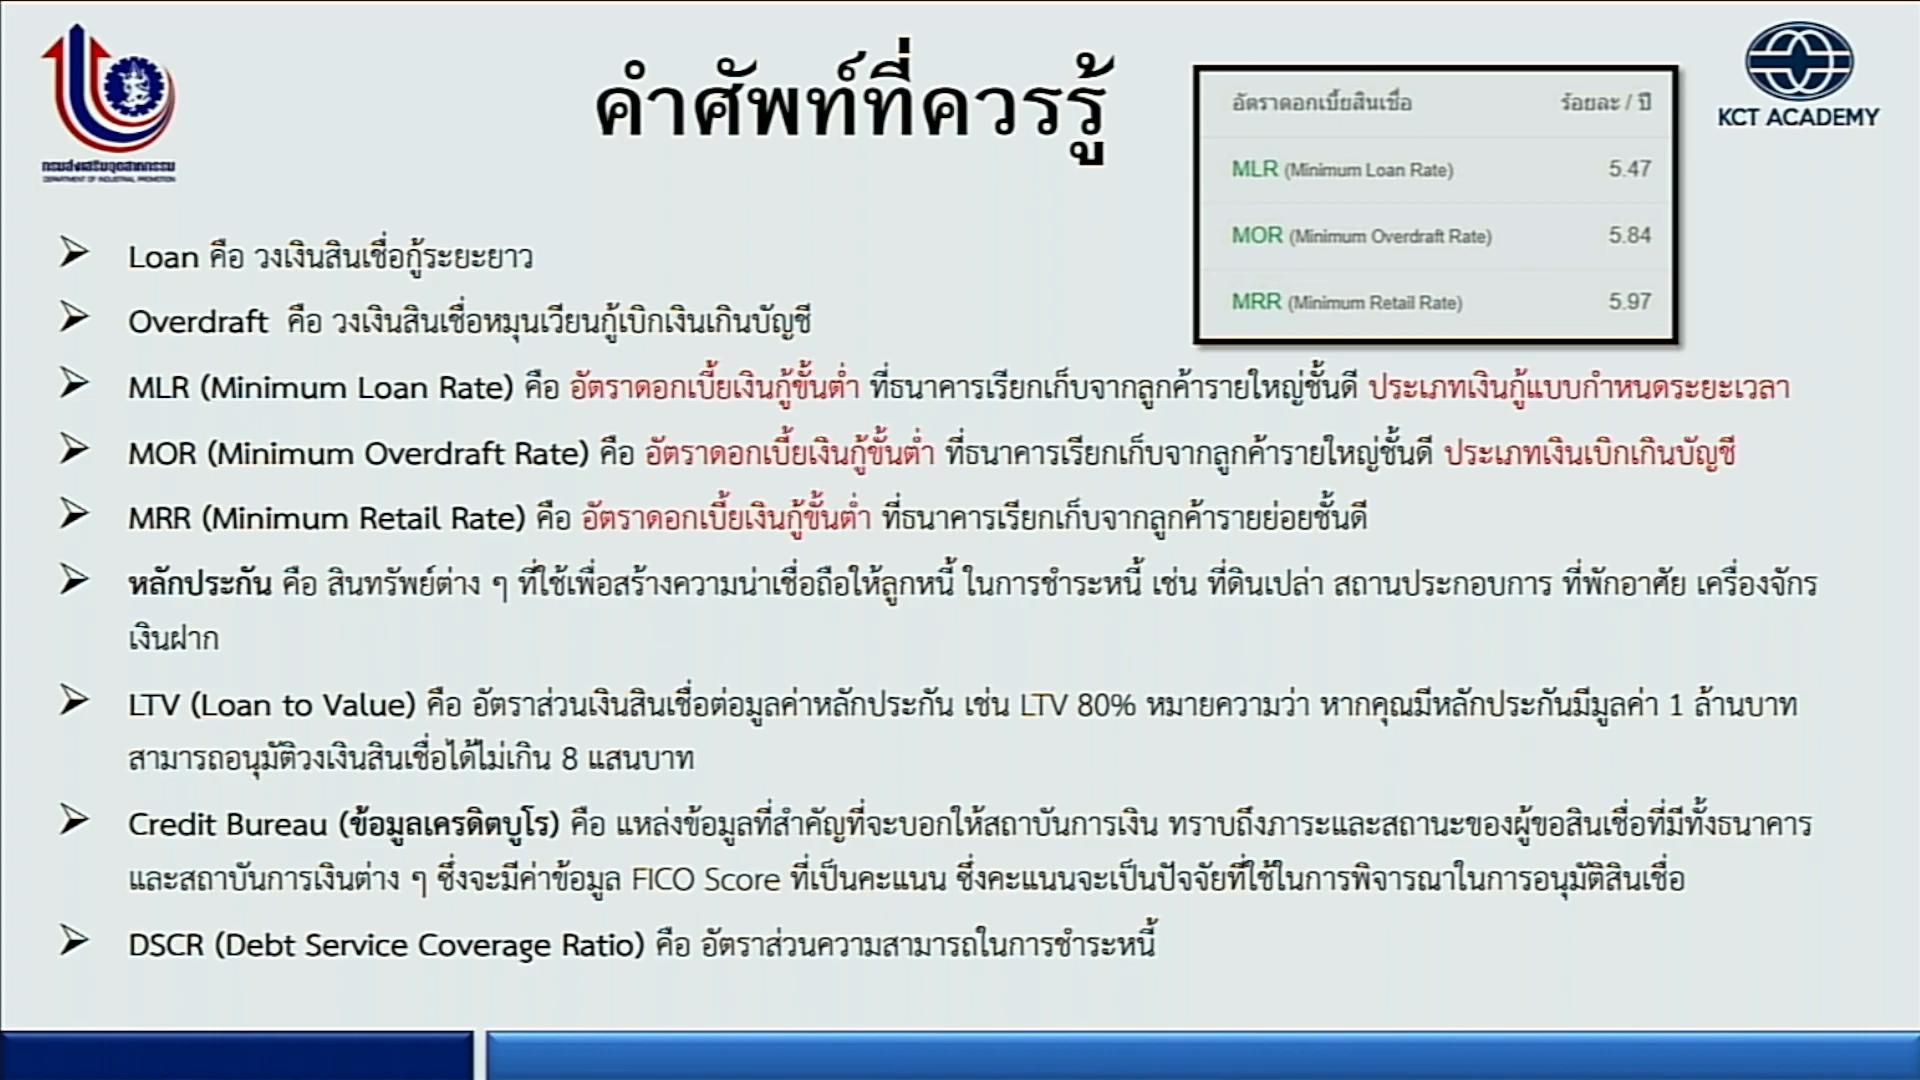 กรมส่งเสริมอุตสาหกรรม
DEPARTMENT OF INDUSTRIAL PROMOTION
คำศัพท์ที่ควรรู้
KCT ACADEMY
อัตราดอกเบี้ยสินเชื่อ ร้อยละ / ปี
MLR (Minimum Loan Rate) 5.47
MOR (Minimum Overdraft Rate) 5.84
MRR (Minimum Retail Rate) 5.97
➢ Loan คือ วงเงินสินเชื่อกู้ระยะยาว
➢ Overdraft คือ วงเงินสินเชื่อหมุนเวียนกู้เบิกเงินเกินบัญชี
➢ MLR (Minimum Loan Rate) คือ อัตราดอกเบี้ยเงินกู้ขั้นต่ำ ที่ธนาคารเรียกเก็บจากลูกค้ารายใหญ่ชั้นดี ประเภทเงินกู้แบบกำหนดระยะเวลา
➢ MOR (Minimum Overdraft Rate) คือ อัตราดอกเบี้ยเงินกู้ขั้นต่ำ ที่ธนาคารเรียกเก็บจากลูกค้ารายใหญ่ชั้นดี ประเภทเงินเบิกเกินบัญชี
➢ MRR (Minimum Retail Rate) คือ อัตราดอกเบี้ยเงินกู้ขั้นต่ำ ที่ธนาคารเรียกเก็บจากลูกค้ารายย่อยชั้นดี
➢ หลักประกัน คือ สินทรัพย์ต่าง ๆ ที่ใช้เพื่อสร้างความน่าเชื่อถือให้ลูกหนี้ ในการชำระหนี้ เช่น ที่ดินเปล่า สถานประกอบการ ที่พักอาศัย เครื่องจักร
เงินฝาก
➢ LTV (Loan to Value) คือ อัตราส่วนเงินสินเชื่อต่อมูลค่าหลักประกัน เช่น LTV 80% หมายความว่า หากคุณมีหลักประกันมีมูลค่า 1 ล้านบาท
สามารถอนุมัติวงเงินสินเชื่อได้ไม่เกิน 8 แสนบาท
➢ Credit Bureau (ข้อมูลเครดิตบูโร) คือ แหล่งข้อมูลที่สำคัญที่จะบอกให้สถาบันการเงิน ทราบถึงภาระและสถานะของผู้ขอสินเชื่อที่มีทั้งธนาคาร
และสถาบันการเงินต่าง ๆ ซึ่งจะมีค่าข้อมูล FICO Score ที่เป็นคะแนน ซึ่งคะแนนจะเป็นปัจจัยที่ใช้ในการพิจารณาในการอนุมัติสินเชื่อ
➢ DSCR (Debt Service Coverage Ratio) คือ อัตราส่วนความสามารถในการชำระหนี้